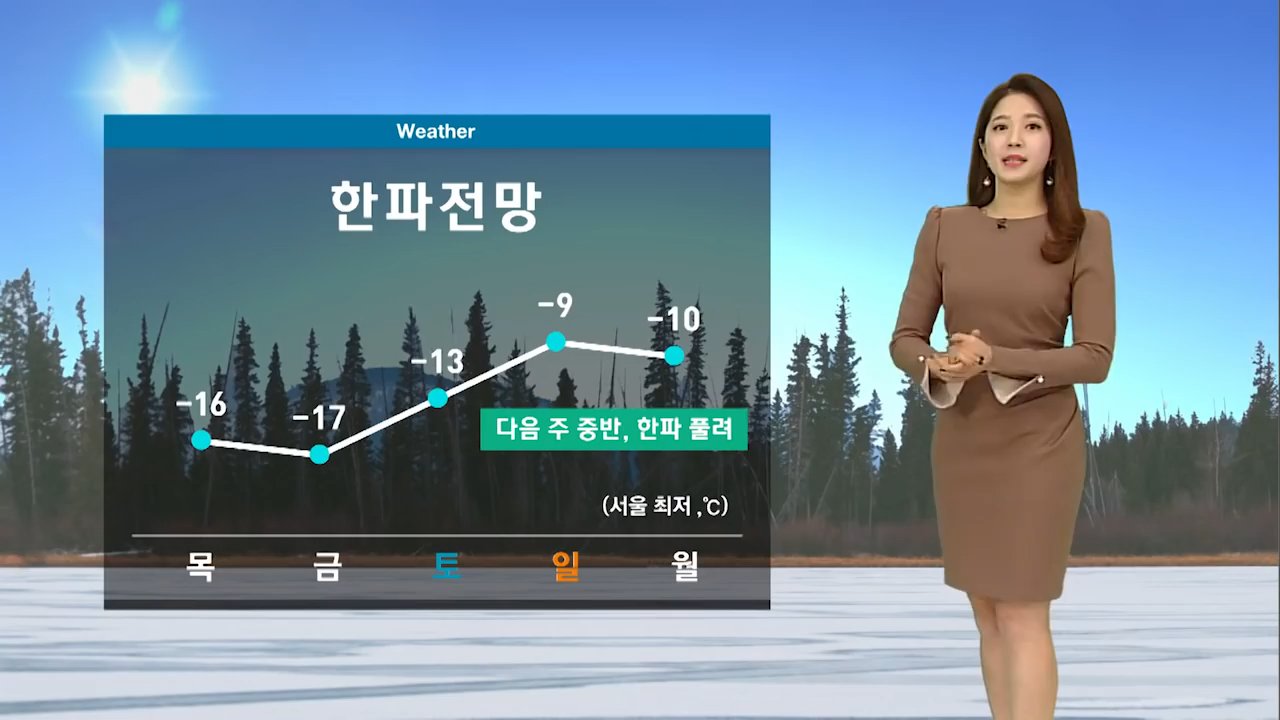 Weather
한파전망
-16
-17
-13
-9
-10
다음 주 중반, 한파 풀려
(서울 최저 ,℃)
목 금 토 일 월